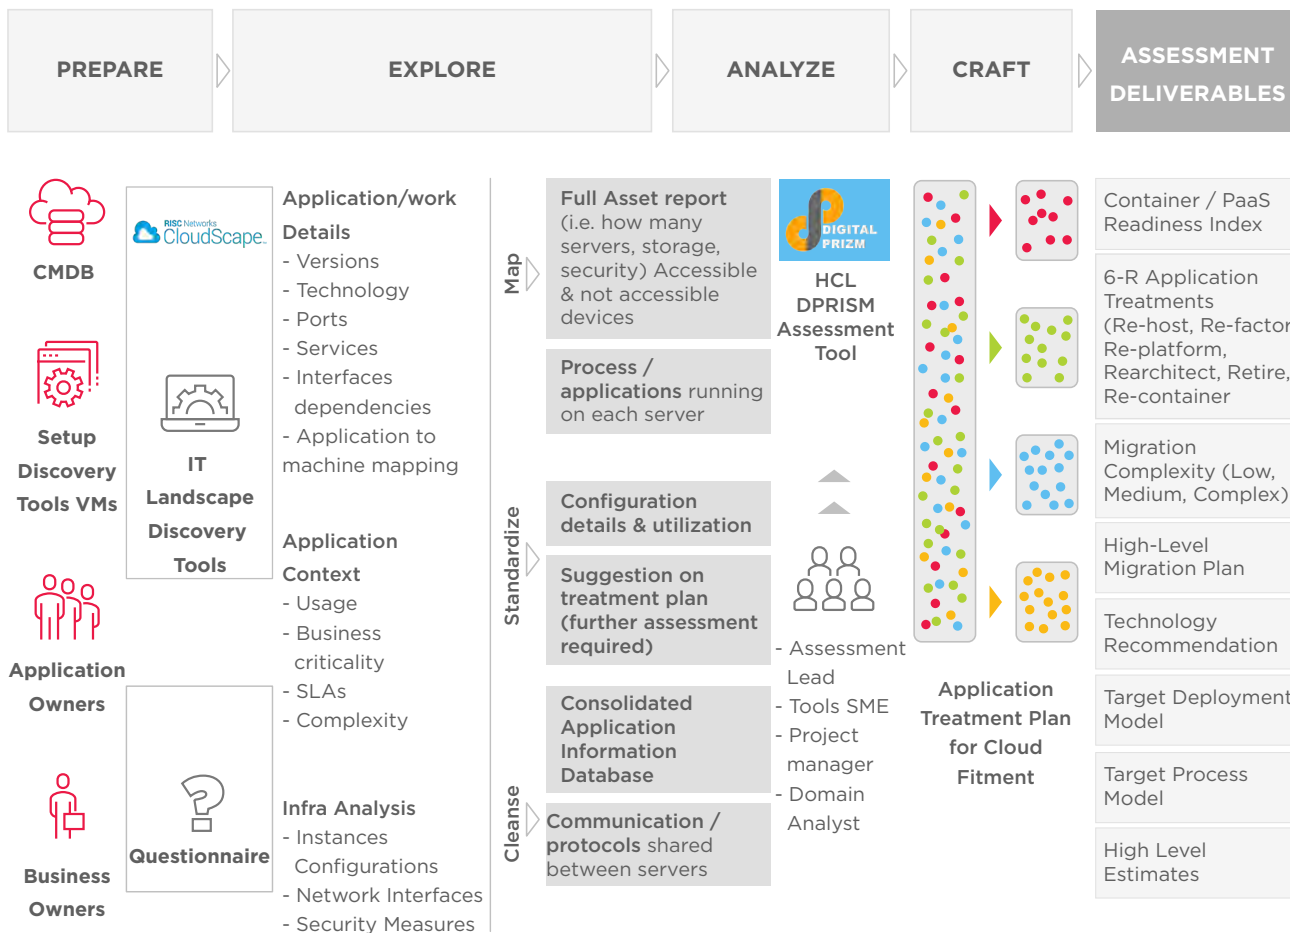 PREPARE
EXPLORE
ANALYZE
CRAFT
ASSESSMENT
DELIVERABLES
CMDB
Setup
Discovery
Tools VMs
Application
Owners
Business
Owners
RISC Networks
CloudScape™
IT
Landscape
Discovery
Tools
Questionnaire
Application/work
Details
- Versions
- Technology
- Ports
- Services
- Interfaces
dependencies
- Application to
machine mapping
Application
Context
- Usage
- Business
criticality
- SLAs
- Complexity
Infra Analysis
- Instances
Configurations
- Network Interfaces
- Security Measures
Map
Standardize
Cleanse
Full Asset report
(i.e. how many
servers, storage,
security) Accessible
& not accessible
devices
Process /
applications running
on each server
Configuration
details & utilization
Suggestion on
treatment plan
(further assessment
required)
Consolidated
Application
Information
Database
Communication /
protocols shared
between servers
DIGITAL
PRIZM
HCL
DPRISM
Assessment
Tool
- Assessment
Lead
- Tools SME
- Project
manager
- Domain
Analyst
Application
Treatment Plan
for Cloud
Fitment
Container / PaaS
Readiness Index
6-R Application
Treatments
(Re-host, Re-factor
Re-platform,
Rearchitect, Retire,
Re-container
Migration
Complexity (Low,
Medium, Complex)
High-Level
Migration Plan
Technology
Recommendation
Target Deployment
Model
Target Process
Model
High Level
Estimates